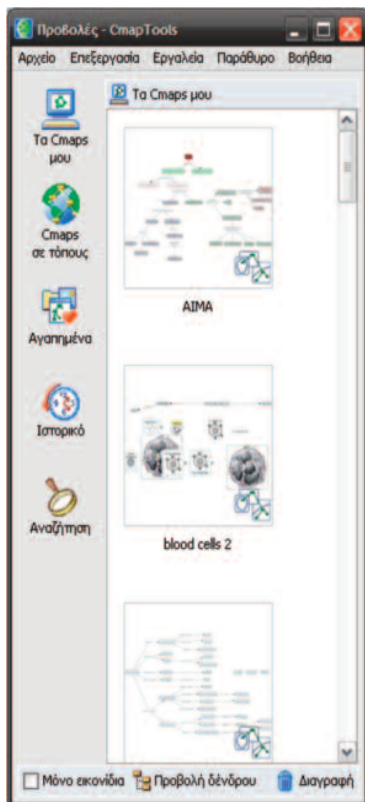 Προβολές - CmapTools
Αρχείο Επεξεργασία Εργαλεία Παράθυρο Βοήθεια
Τα Cmaps μου
Τα Cmaps
μου
Cmaps
σε τόπους
Αγαπημένα
Ιστορικό
Αναζήτηση
ΑΙΜΑ
blood cells 2
Μόνο εικονίδια Προβολή δένδρου Διαγραφή